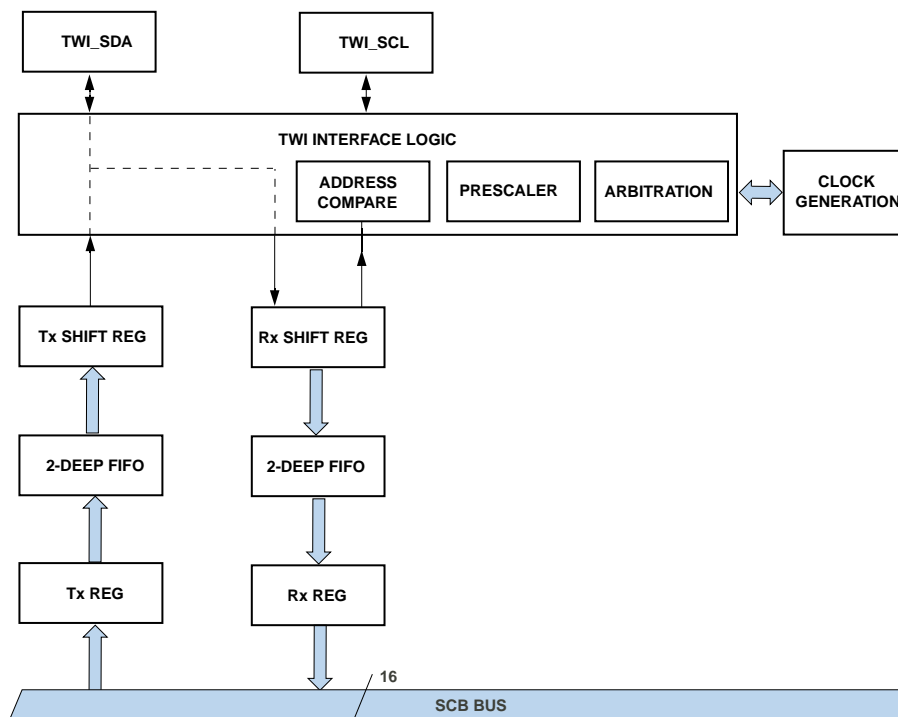 TWI_SDA
TWI_SCL
TWI INTERFACE LOGIC
ADDRESS
COMPARE
PRESCALER
ARBITRATION
CLOCK
GENERATION
Tx SHIFT REG
Rx SHIFT REG
2-DEEP FIFO
2-DEEP FIFO
Tx REG
Rx REG
16
SCB BUS